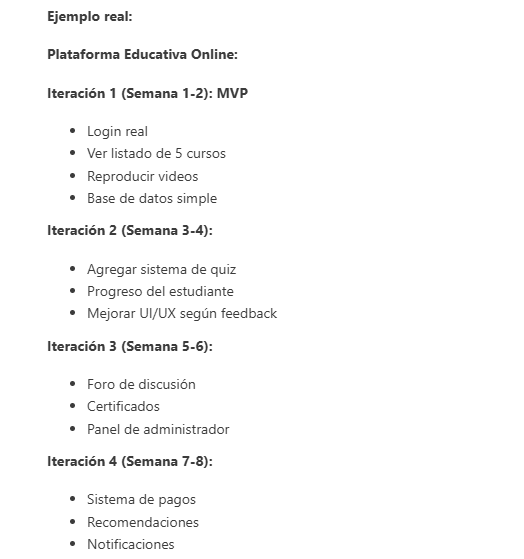 Ejemplo real:
Plataforma Educativa Online:
Iteración 1 (Semana 1-2): MVP
• Login real
• Ver listado de 5 cursos
• Reproducir videos
• Base de datos simple
Iteración 2 (Semana 3-4):
• Agregar sistema de quiz
• Progreso del estudiante
• Mejorar UI/UX según feedback
Iteración 3 (Semana 5-6):
• Foro de discusión
• Certificados
• Panel de administrador
Iteración 4 (Semana 7-8):
• Sistema de pagos
• Recomendaciones
• Notificaciones